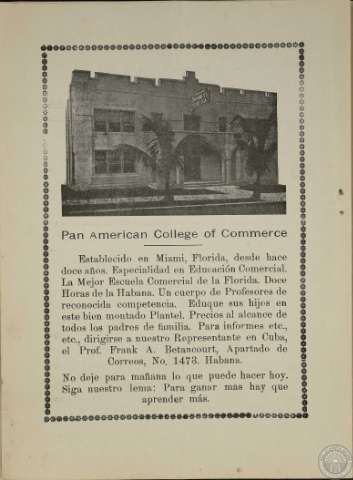 Pan American College of Commerce
Establecido en Miami, Florida, desde hace
doce años. Especialidad en Educación Comercial.
La Mejor Escuela Comercial de la Florida. Doce
Horas de la Habana. Un cuerpo de Profesores de
reconocida competencia. Eduque sus hijos en
este bien montado Plantel. Precios al alcance de
todos los padres de familia. Para informes etc.,
etc., dirigirse a nuestro Representante en Cuba,
el Prof. Frank A. Betancourt, Apartado de
Correos, No. 1473. Habana.
No deje para mañana lo que puede hacer hoy.
Siga nuestro lema: Para ganar mas hay que
aprender más.